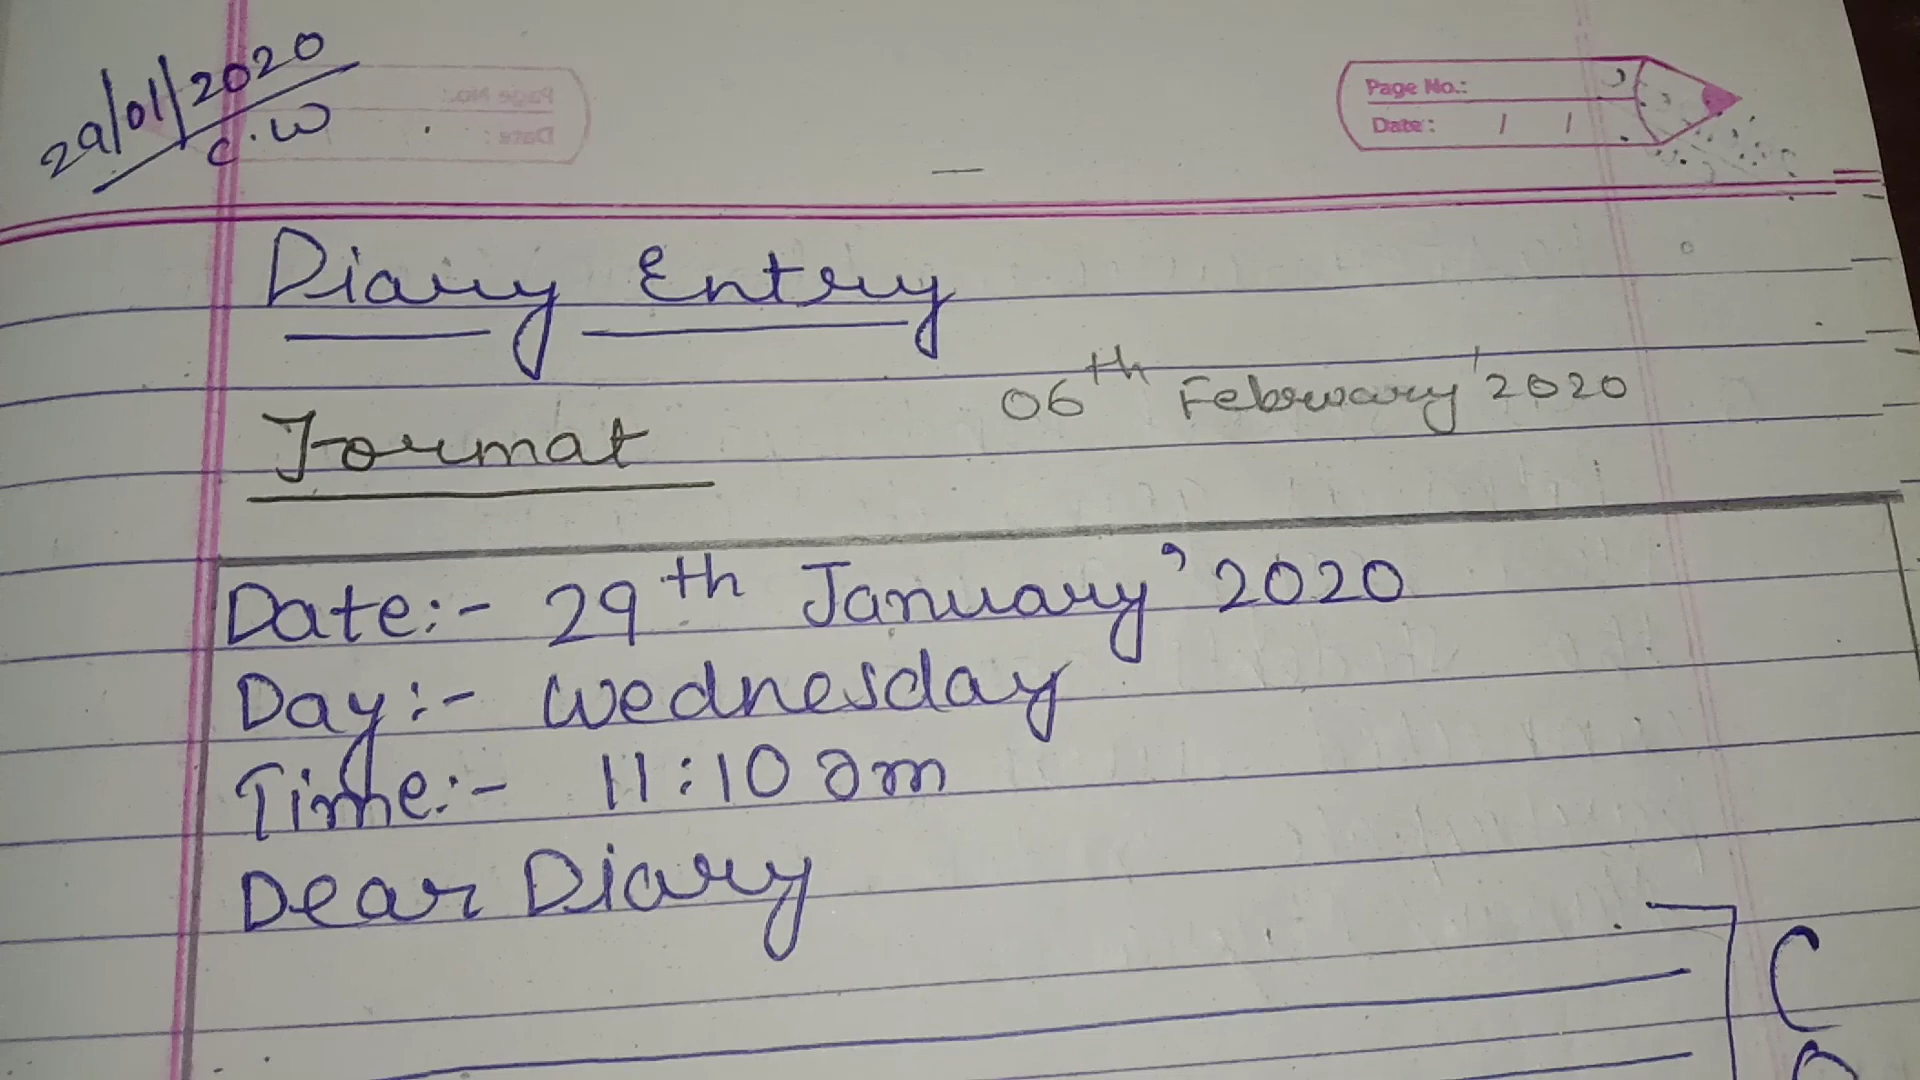 29/01/2020
C.W
Page No.:
Date: / /
Diary Entry
06th February'2020
Format
Date:- 29th January'2020
Day:- Wednesday
Time:- 11:10 am
Dear Diary
C